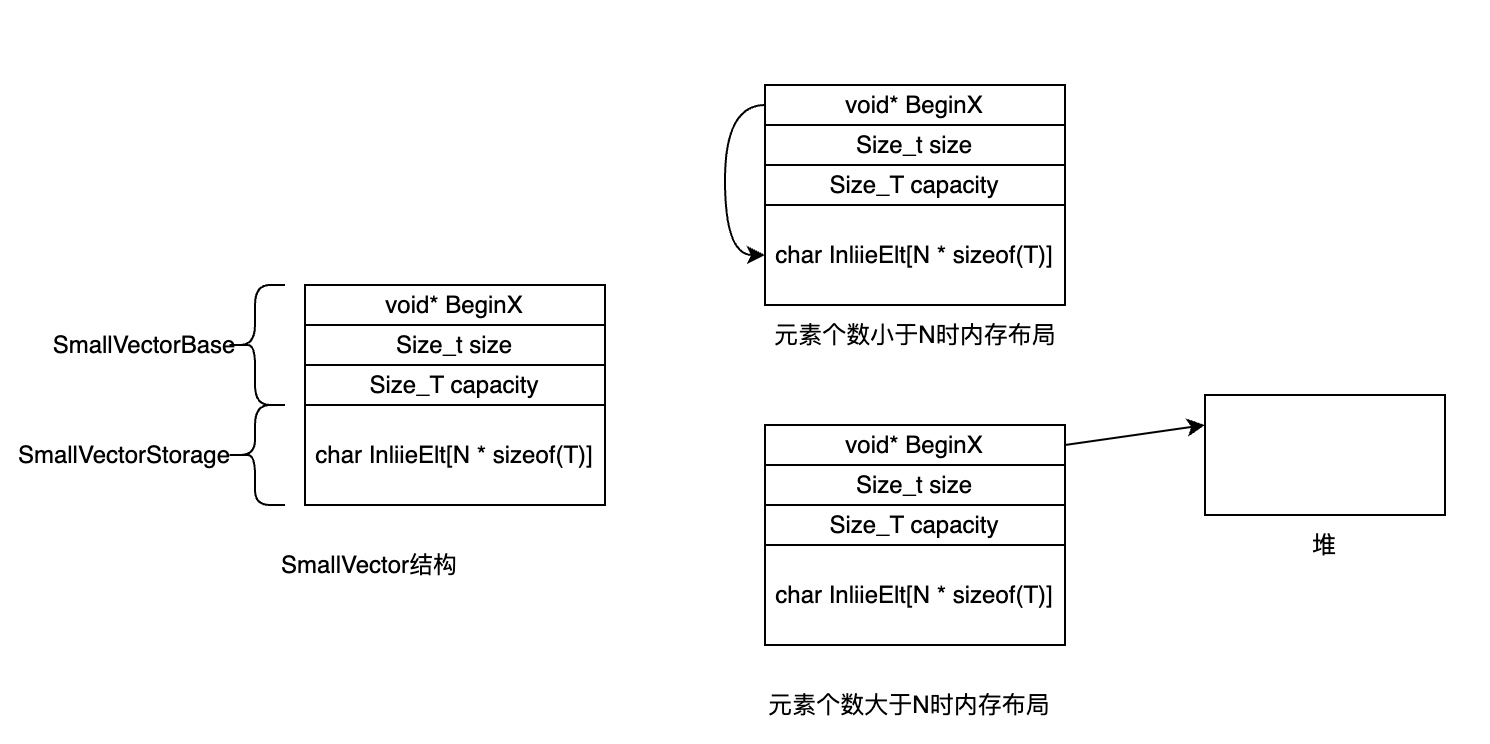 SmallVectorBase
SmallVectorStorage
void* BeginX
Size_t size
Size_T capacity
char InliieElt[N * sizeof(T)]
SmallVector结构
void* BeginX
Size_t size
Size_T capacity
char InliieElt[N * sizeof(T)]
元素个数小于N时内存布局
void* BeginX
Size_t size
Size_T capacity
char InliieElt[N * sizeof(T)]
元素个数大于N时内存布局
堆